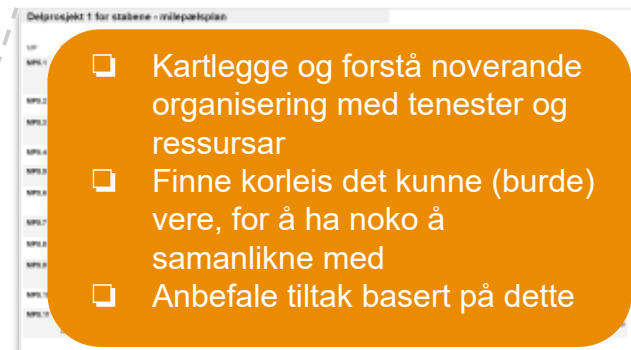 Delprosjekt 1 for stabene - milepælsplan
MP
❏ Kartlegge og forstå noverande
organisering med tenester og
ressursar
❏ Finne korleis det kunne (burde)
vere, for å ha noko å
samanlikne med
❏ Anbefale tiltak basert på dette